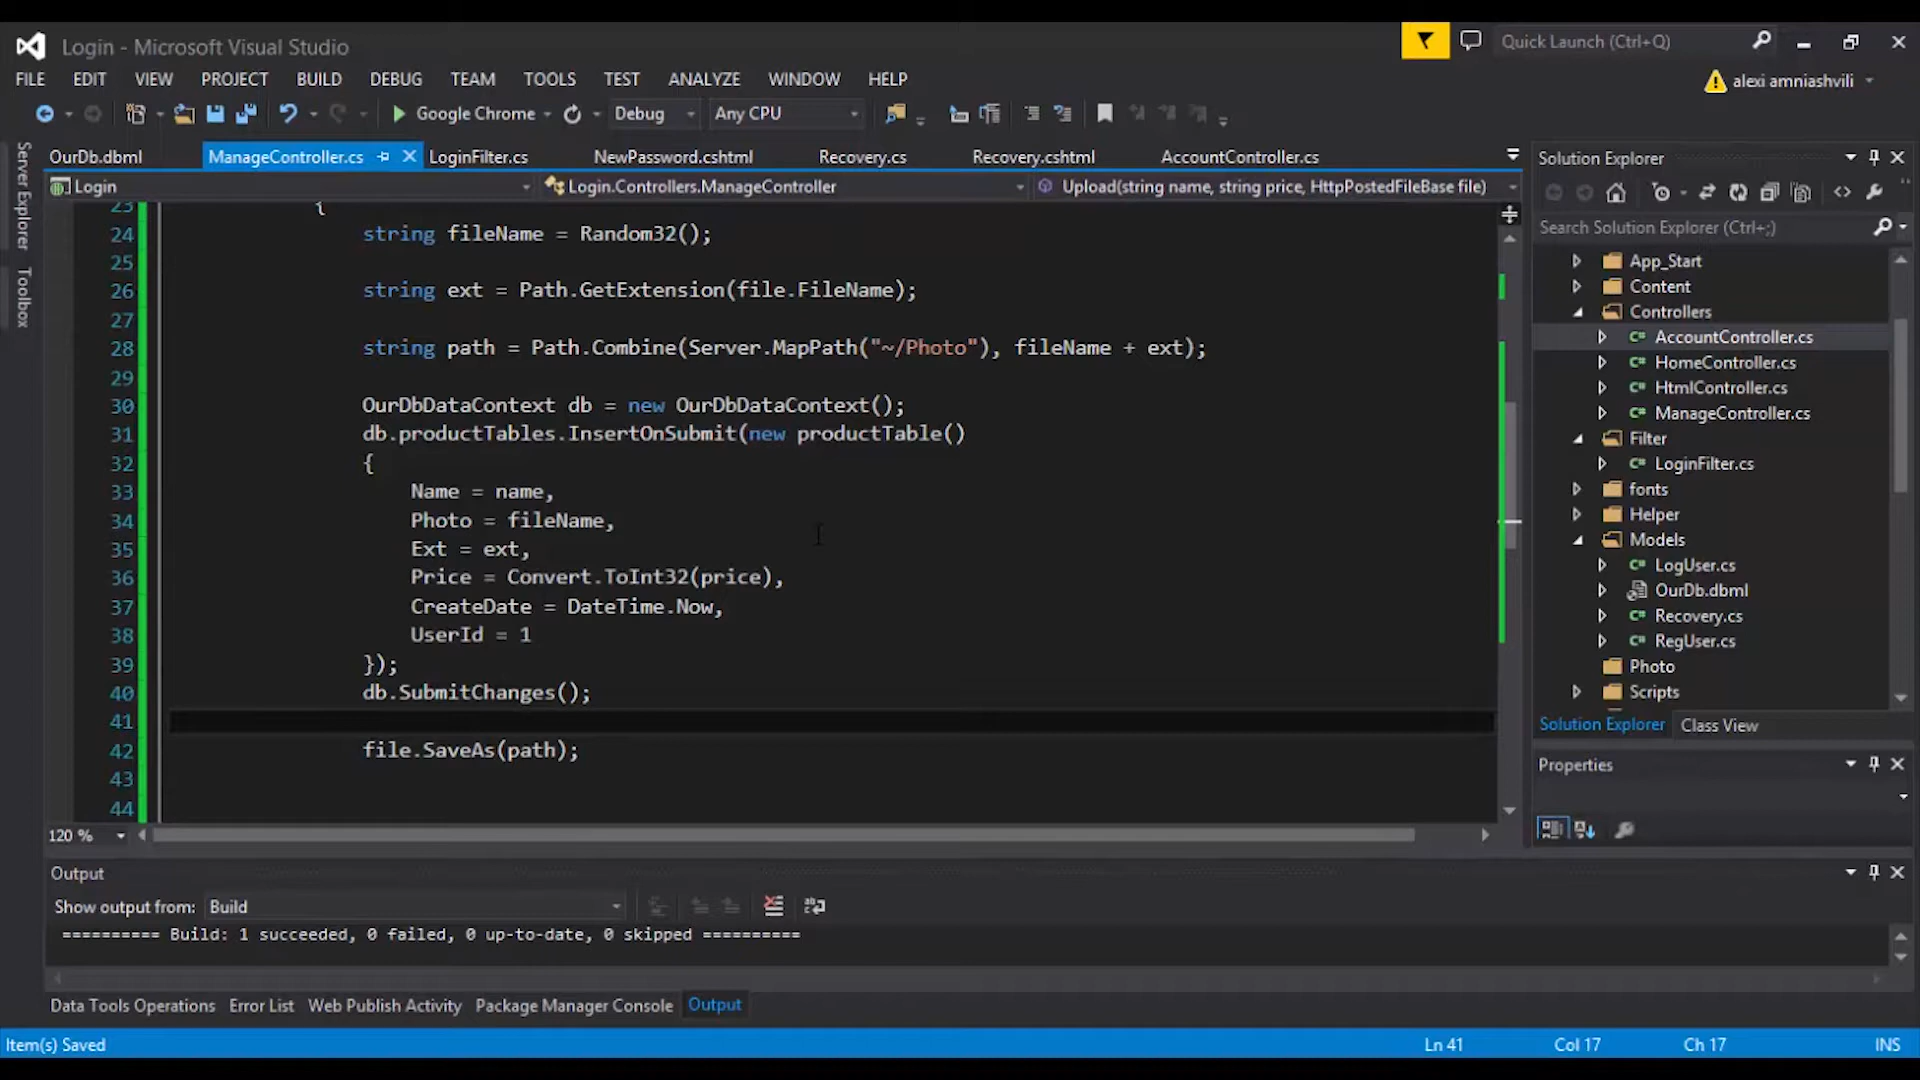 Login - Microsoft Visual Studio
Quick Launch (Ctrl+Q)
FILE EDIT VIEW PROJECT BUILD DEBUG TEAM TOOLS TEST ANALYZE WINDOW HELP
alexi amniashvili
Google Chrome Debug Any CPU
Server Explorer
Toolbox
OurDb.dbml ManageController.cs LoginFilter.cs NewPassword.cshtml Recovery.cs Recovery.cshtml AccountController.cs
Login Login.Controllers.ManageController Upload(string name, string price, HttpPostedFileBase file)
23 {
24 string fileName = Random32();
25
26 string ext = Path.GetExtension(file.FileName);
27
28 string path = Path.Combine(Server.MapPath("~/Photo"), fileName + ext);
29
30 OurDbDataContext db = new OurDbDataContext();
31 db.productTables.InsertOnSubmit(new productTable()
32 {
33 Name = name,
34 Photo = fileName,
35 Ext = ext,
36 Price = Convert.ToInt32(price),
37 CreateDate = DateTime.Now,
38 UserId = 1
39 });
40 db.SubmitChanges();
41
42 file.SaveAs(path);
43
44
120 %
Solution Explorer
Search Solution Explorer (Ctrl+;)
App_Start
Content
Controllers
C# AccountController.cs
C# HomeController.cs
C# HtmlController.cs
C# ManageController.cs
Filter
C# LoginFilter.cs
fonts
Helper
Models
C# LogUser.cs
OurDb.dbml
C# Recovery.cs
C# RegUser.cs
Photo
Scripts
Solution Explorer Class View
Properties
Output
Show output from: Build
========== Build: 1 succeeded, 0 failed, 0 up-to-date, 0 skipped ==========
Data Tools Operations Error List Web Publish Activity Package Manager Console Output
Item(s) Saved Ln 41 Col 17 Ch 17 INS